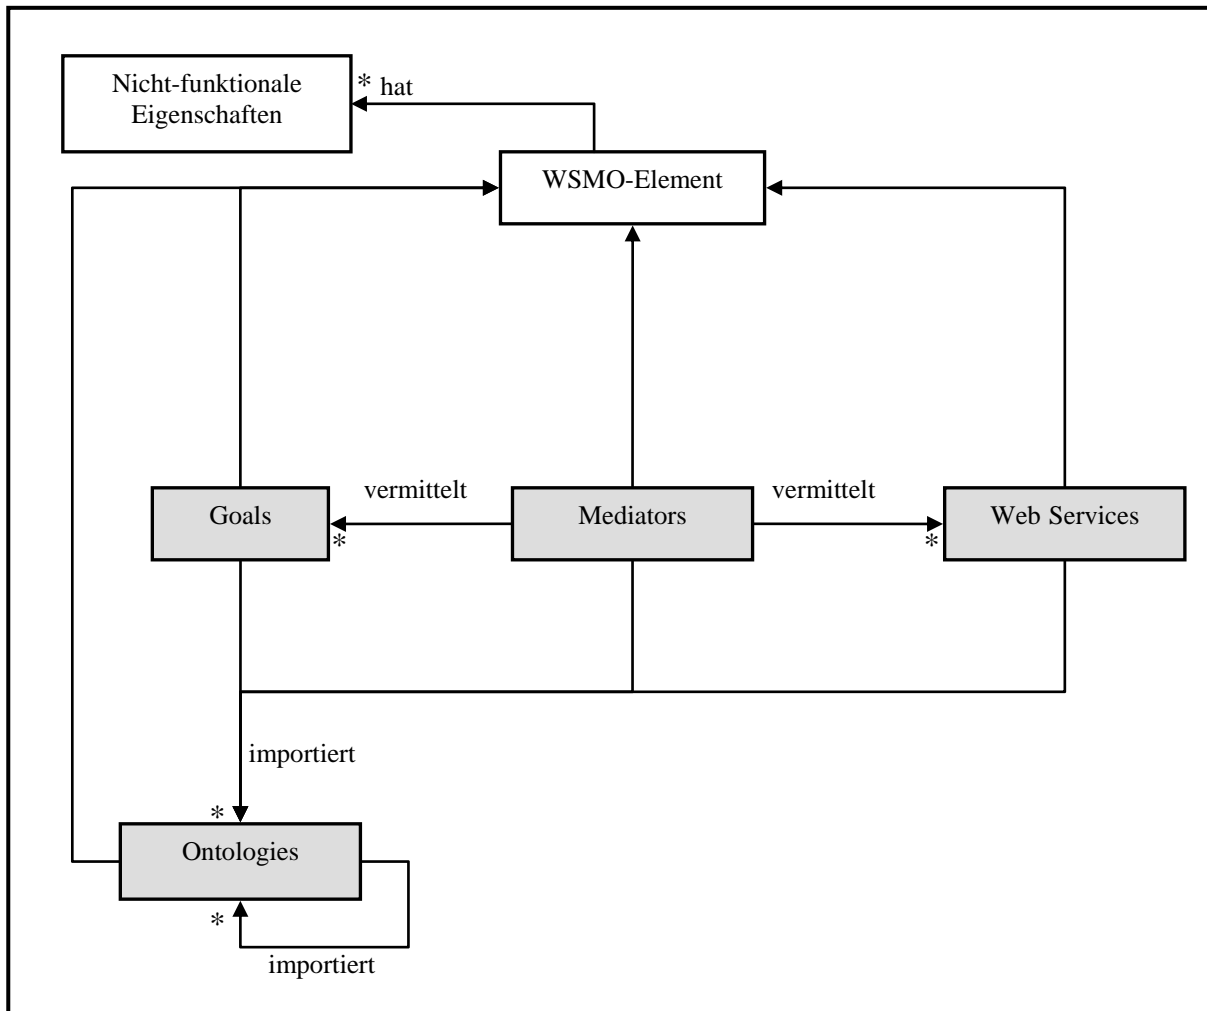 Nicht-funktionale
Eigenschaften
* hat
WSMO-Element
vermittelt
vermittelt
Goals
Mediators
Web Services
*
*
importiert
*
Ontologies
*
importiert